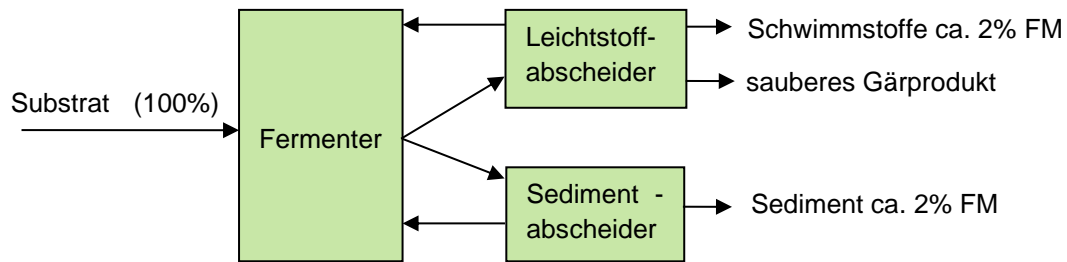 Substrat (100%)
Fermenter
Leichtstoff-
abscheider
Schwimmstoffe ca. 2% FM
sauberes Gärprodukt
Sediment -
abscheider
Sediment ca. 2% FM